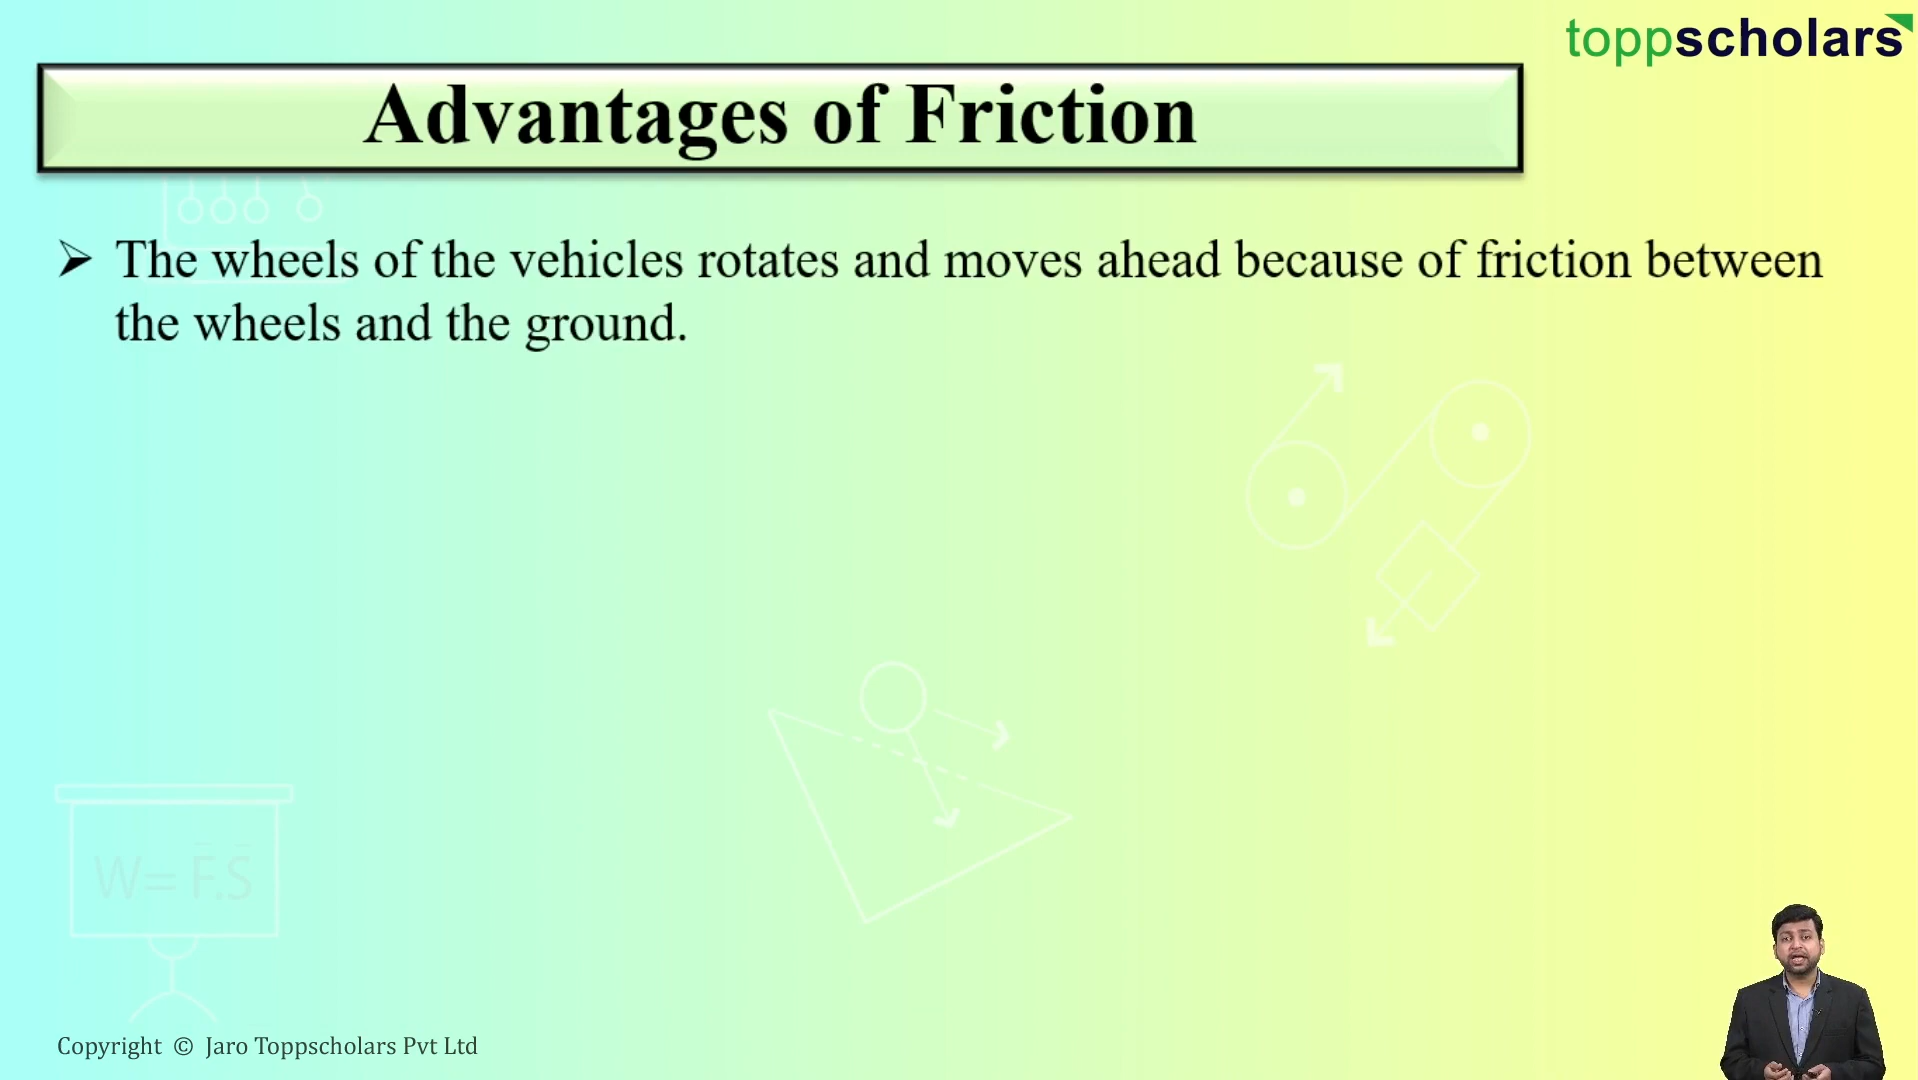 toppscholars
Advantages of Friction
➢ The wheels of the vehicles rotates and moves ahead because of friction between
the wheels and the ground.
W= F̄.S̄
Copyright © Jaro Toppscholars Pvt Ltd